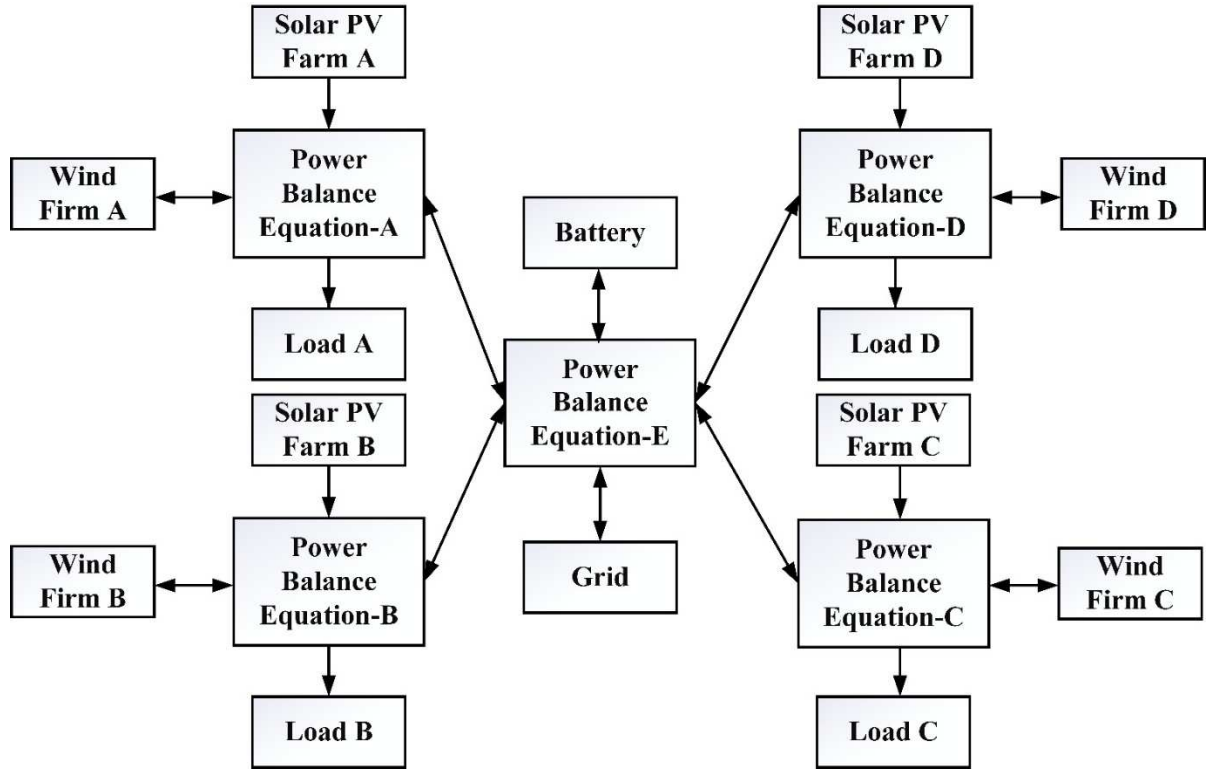 Solar PV
Farm A
Power
Balance
Equation-A
Wind
Firm A
Load A
Solar PV
Farm B
Power
Balance
Equation-B
Wind
Firm B
Load B
Battery
Power
Balance
Equation-E
Grid
Solar PV
Farm D
Power
Balance
Equation-D
Wind
Firm D
Load D
Solar PV
Farm C
Power
Balance
Equation-C
Wind
Firm C
Load C